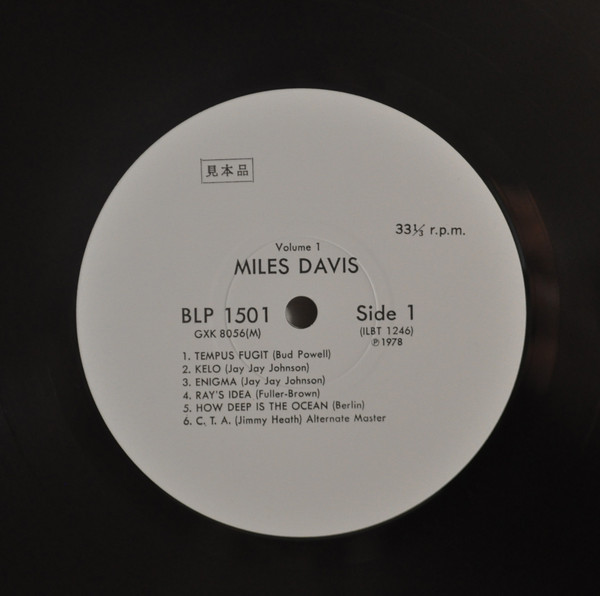 見本品
33⅓ r.p.m.
Volume 1
MILES DAVIS
BLP 1501
GXK 8056(M)
Side 1
(ILBT 1246)
℗1978
1. TEMPUS FUGIT (Bud Powell)
2. KELO (Jay Jay Johnson)
3. ENIGMA (Jay Jay Johnson)
4. RAY'S IDEA (Fuller-Brown)
5. HOW DEEP IS THE OCEAN (Berlin)
6. C. T. A. (Jimmy Heath) Alternate Master